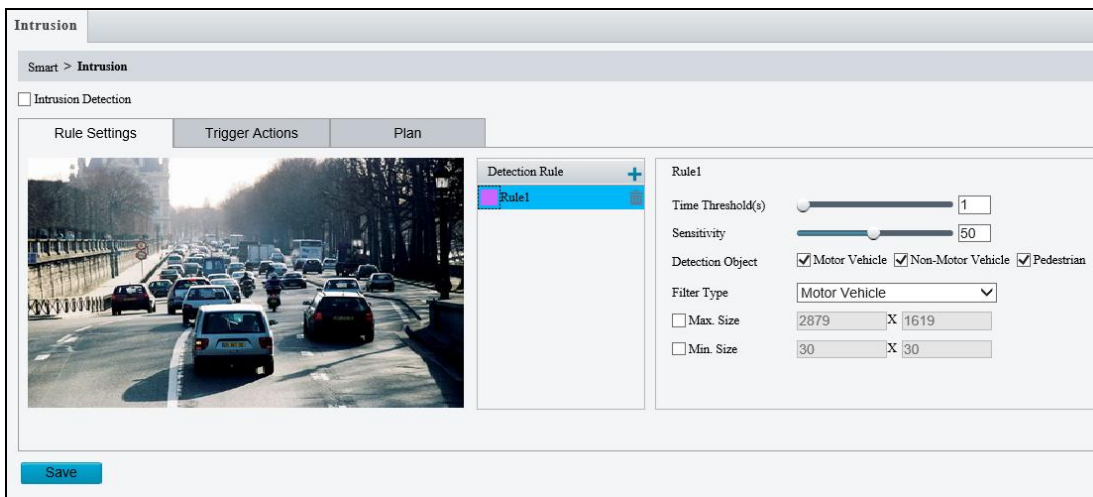 Intrusion
Smart > Intrusion
Intrusion Detection
Rule Settings Trigger Actions Plan
Detection Rule +
Rule1
Rule1
Time Threshold(s) 1
Sensitivity 50
Detection Object Motor Vehicle Non-Motor Vehicle Pedestrian
Filter Type Motor Vehicle
Max. Size 2879 X 1619
Min. Size 30 X 30
Save